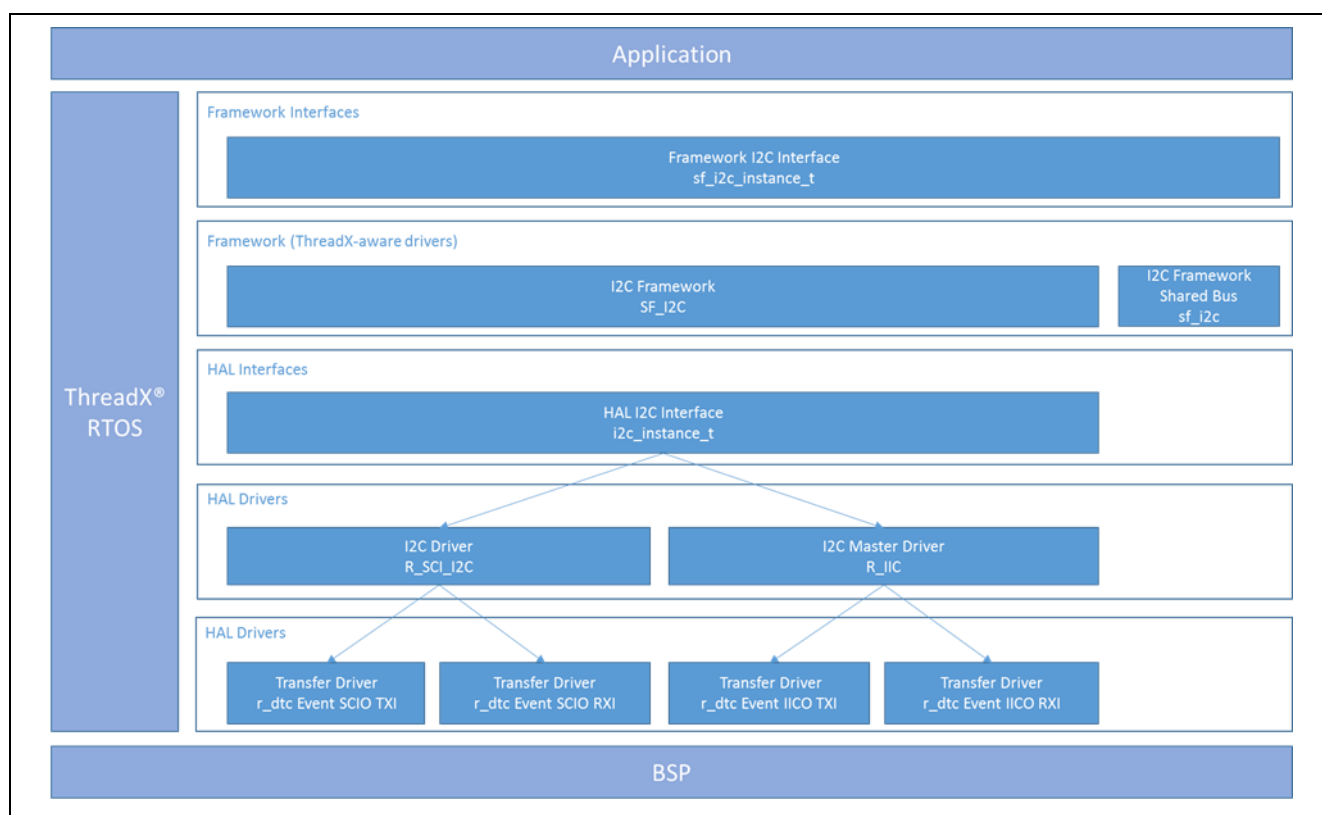 Application
ThreadX®
RTOS
Framework Interfaces
Framework I2C Interface
sf_i2c_instance_t
Framework (ThreadX-aware drivers)
I2C Framework
SF_I2C
I2C Framework
Shared Bus
sf_i2c
HAL Interfaces
HAL I2C Interface
i2c_instance_t
HAL Drivers
I2C Driver
R_SCI_I2C
I2C Master Driver
R_IIC
HAL Drivers
Transfer Driver
r_dtc Event SCIO TXI
Transfer Driver
r_dtc Event SCIO RXI
Transfer Driver
r_dtc Event IICO TXI
Transfer Driver
r_dtc Event IICO RXI
BSP